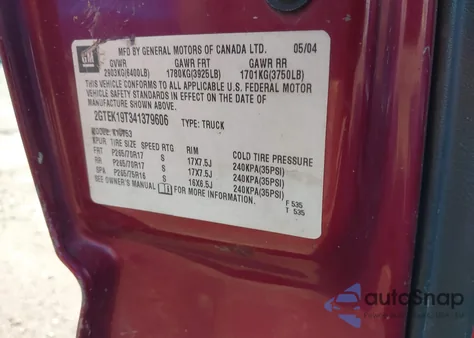 GM
MFD BY GENERAL MOTORS OF CANADA LTD. 05/04
GVWR GAWR FRT GAWR RR
2903KG(6400LB) 1780KG(3925LB) 1701KG(3750LB)
THIS VEHICLE CONFORMS TO ALL APPLICABLE U.S. FEDERAL MOTOR
VEHICLE SAFETY STANDARDS IN EFFECT ON THE DATE OF
MANUFACTURE SHOWN ABOVE.
2GTEK19T341379606 TYPE: TRUCK
MODEL: K10753
TIRE SIZE SPEED RTG RIM COLD TIRE PRESSURE
FRT P265/70R17 S 17X7.5J 240KPA(35PSI)
RR P265/70R17 S 17X7.5J 240KPA(35PSI)
SPA P265/75R16 S 16X6.5J 240KPA(35PSI)
SEE OWNER'S MANUAL FOR MORE INFORMATION.
F 535
T 535
autoSnap